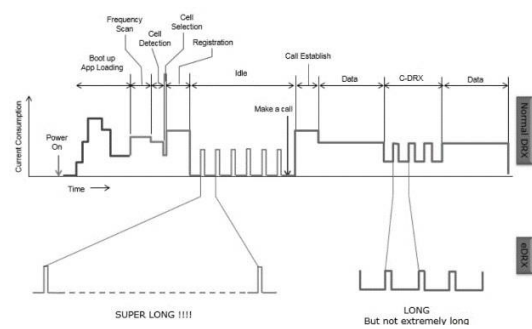 Frequency
Scan
Cell
Detection
Cell
Selection
Registration
Boot up
App Loading
Idle
Call Establish
Data
C-DRX
Data
Make a call
Power
On
Current Consumption
Time
Normal DRX
eDRX
SUPER LONG !!!!
LONG
But not extremely long